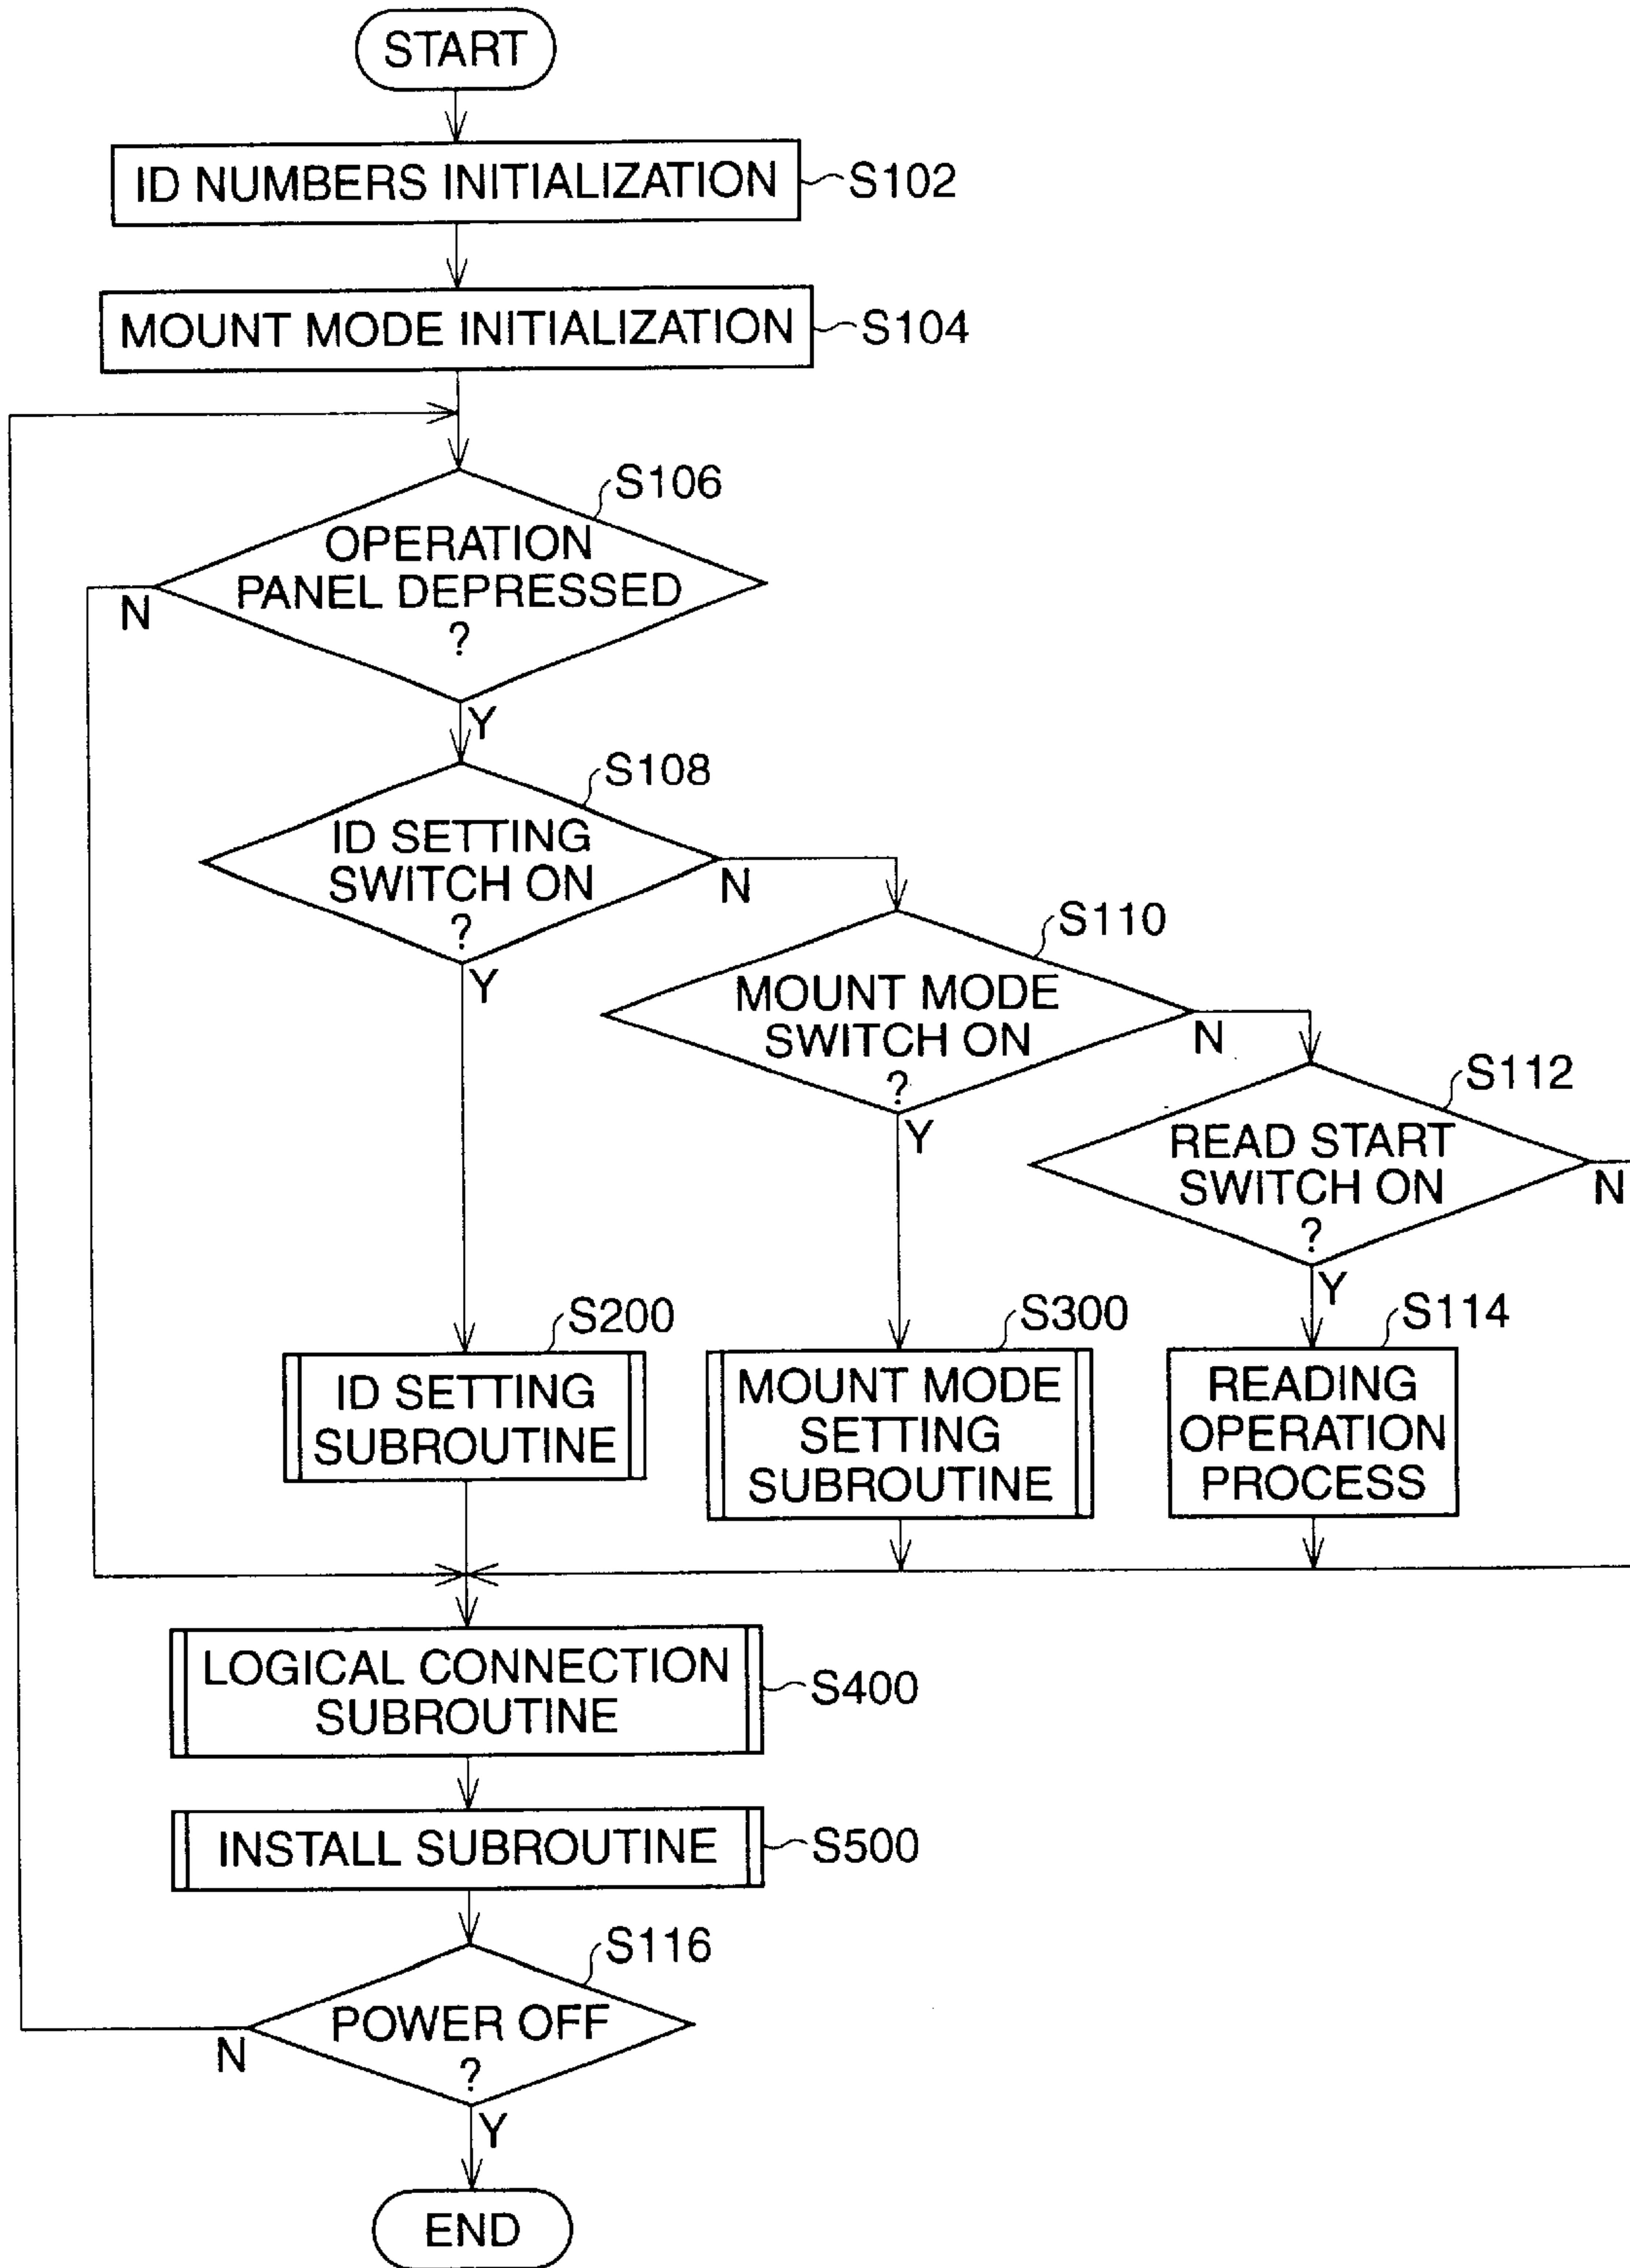 START
ID NUMBERS INITIALIZATION
S102
MOUNT MODE INITIALIZATION
S104
S106
OPERATION
PANEL DEPRESSED
?
N
Y
S108
ID SETTING
SWITCH ON
?
N
Y
S110
MOUNT MODE
SWITCH ON
?
N
Y
S112
READ START
SWITCH ON
?
N
Y
S200
ID SETTING
SUBROUTINE
S300
MOUNT MODE
SETTING
SUBROUTINE
S114
READING
OPERATION
PROCESS
LOGICAL CONNECTION
SUBROUTINE
S400
INSTALL SUBROUTINE
S500
S116
POWER OFF
?
N
Y
END